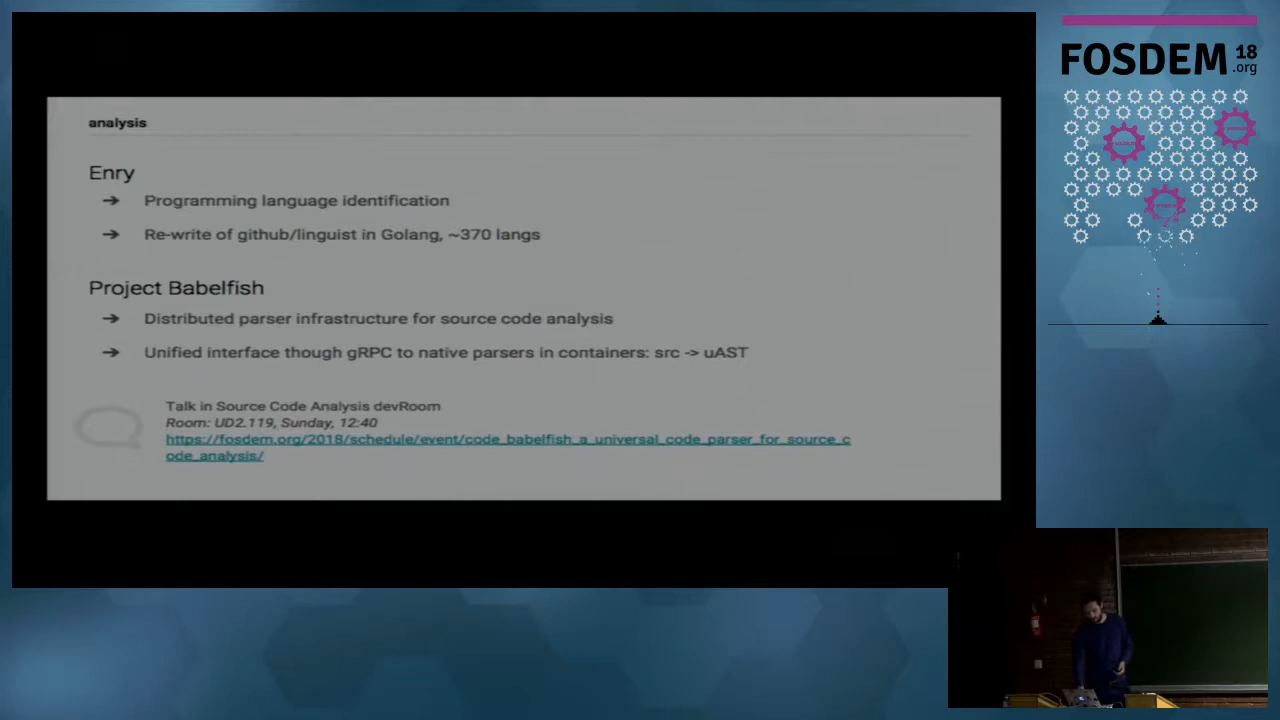 FOSDEM 18
.org
analysis
Enry
➔ Programming language identification
➔ Re-write of github/linguist in Golang, ~370 langs
Project Babelfish
➔ Distributed parser infrastructure for source code analysis
➔ Unified interface though gRPC to native parsers in containers: src -> uAST
Talk in Source Code Analysis devRoom
Room: UD2.119, Sunday, 12:40
https://fosdem.org/2018/schedule/event/code_babelfish_a_universal_code_parser_for_source_c
ode_analysis/